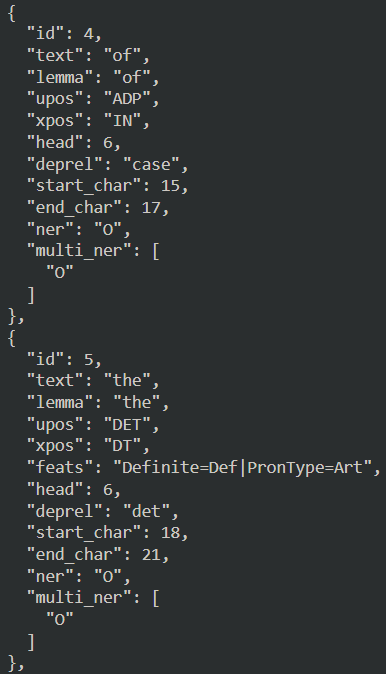 {
  "id": 4,
  "text": "of",
  "lemma": "of",
  "upos": "ADP",
  "xpos": "IN",
  "head": 6,
  "deprel": "case",
  "start_char": 15,
  "end_char": 17,
  "ner": "O",
  "multi_ner": [
    "O"
  ]
},
{
  "id": 5,
  "text": "the",
  "lemma": "the",
  "upos": "DET",
  "xpos": "DT",
  "feats": "Definite=Def|PronType=Art",
  "head": 6,
  "deprel": "det",
  "start_char": 18,
  "end_char": 21,
  "ner": "O",
  "multi_ner": [
    "O"
  ]
},